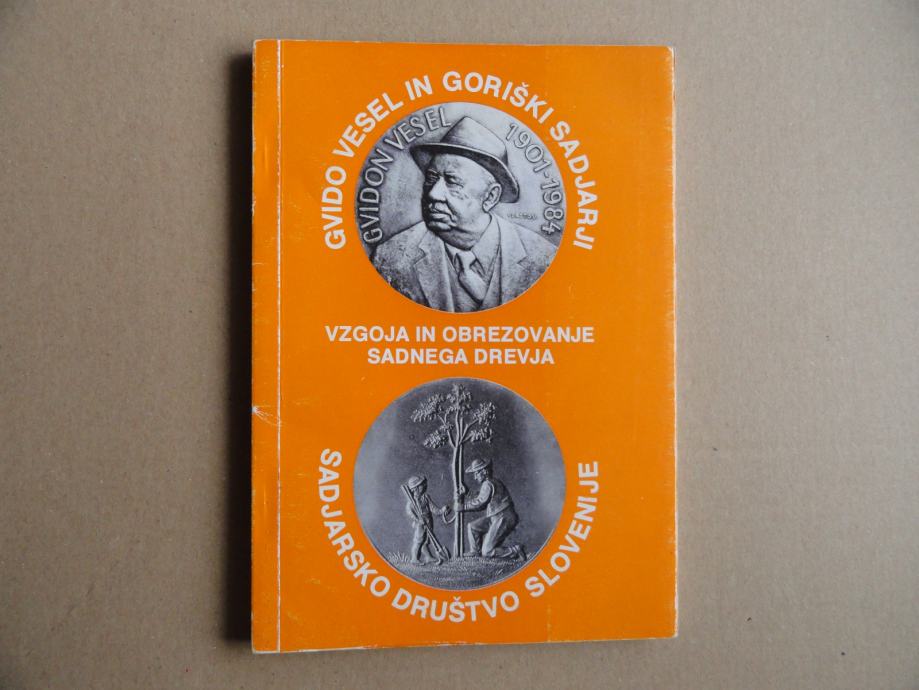 GVIDO VESEL IN GORIŠKI SADJARJI
GVIDON VESEL 1901-1984
VZGOJA IN OBREZOVANJE
SADNEGA DREVJA
SADJARSKO DRUŠTVO SLOVENIJE